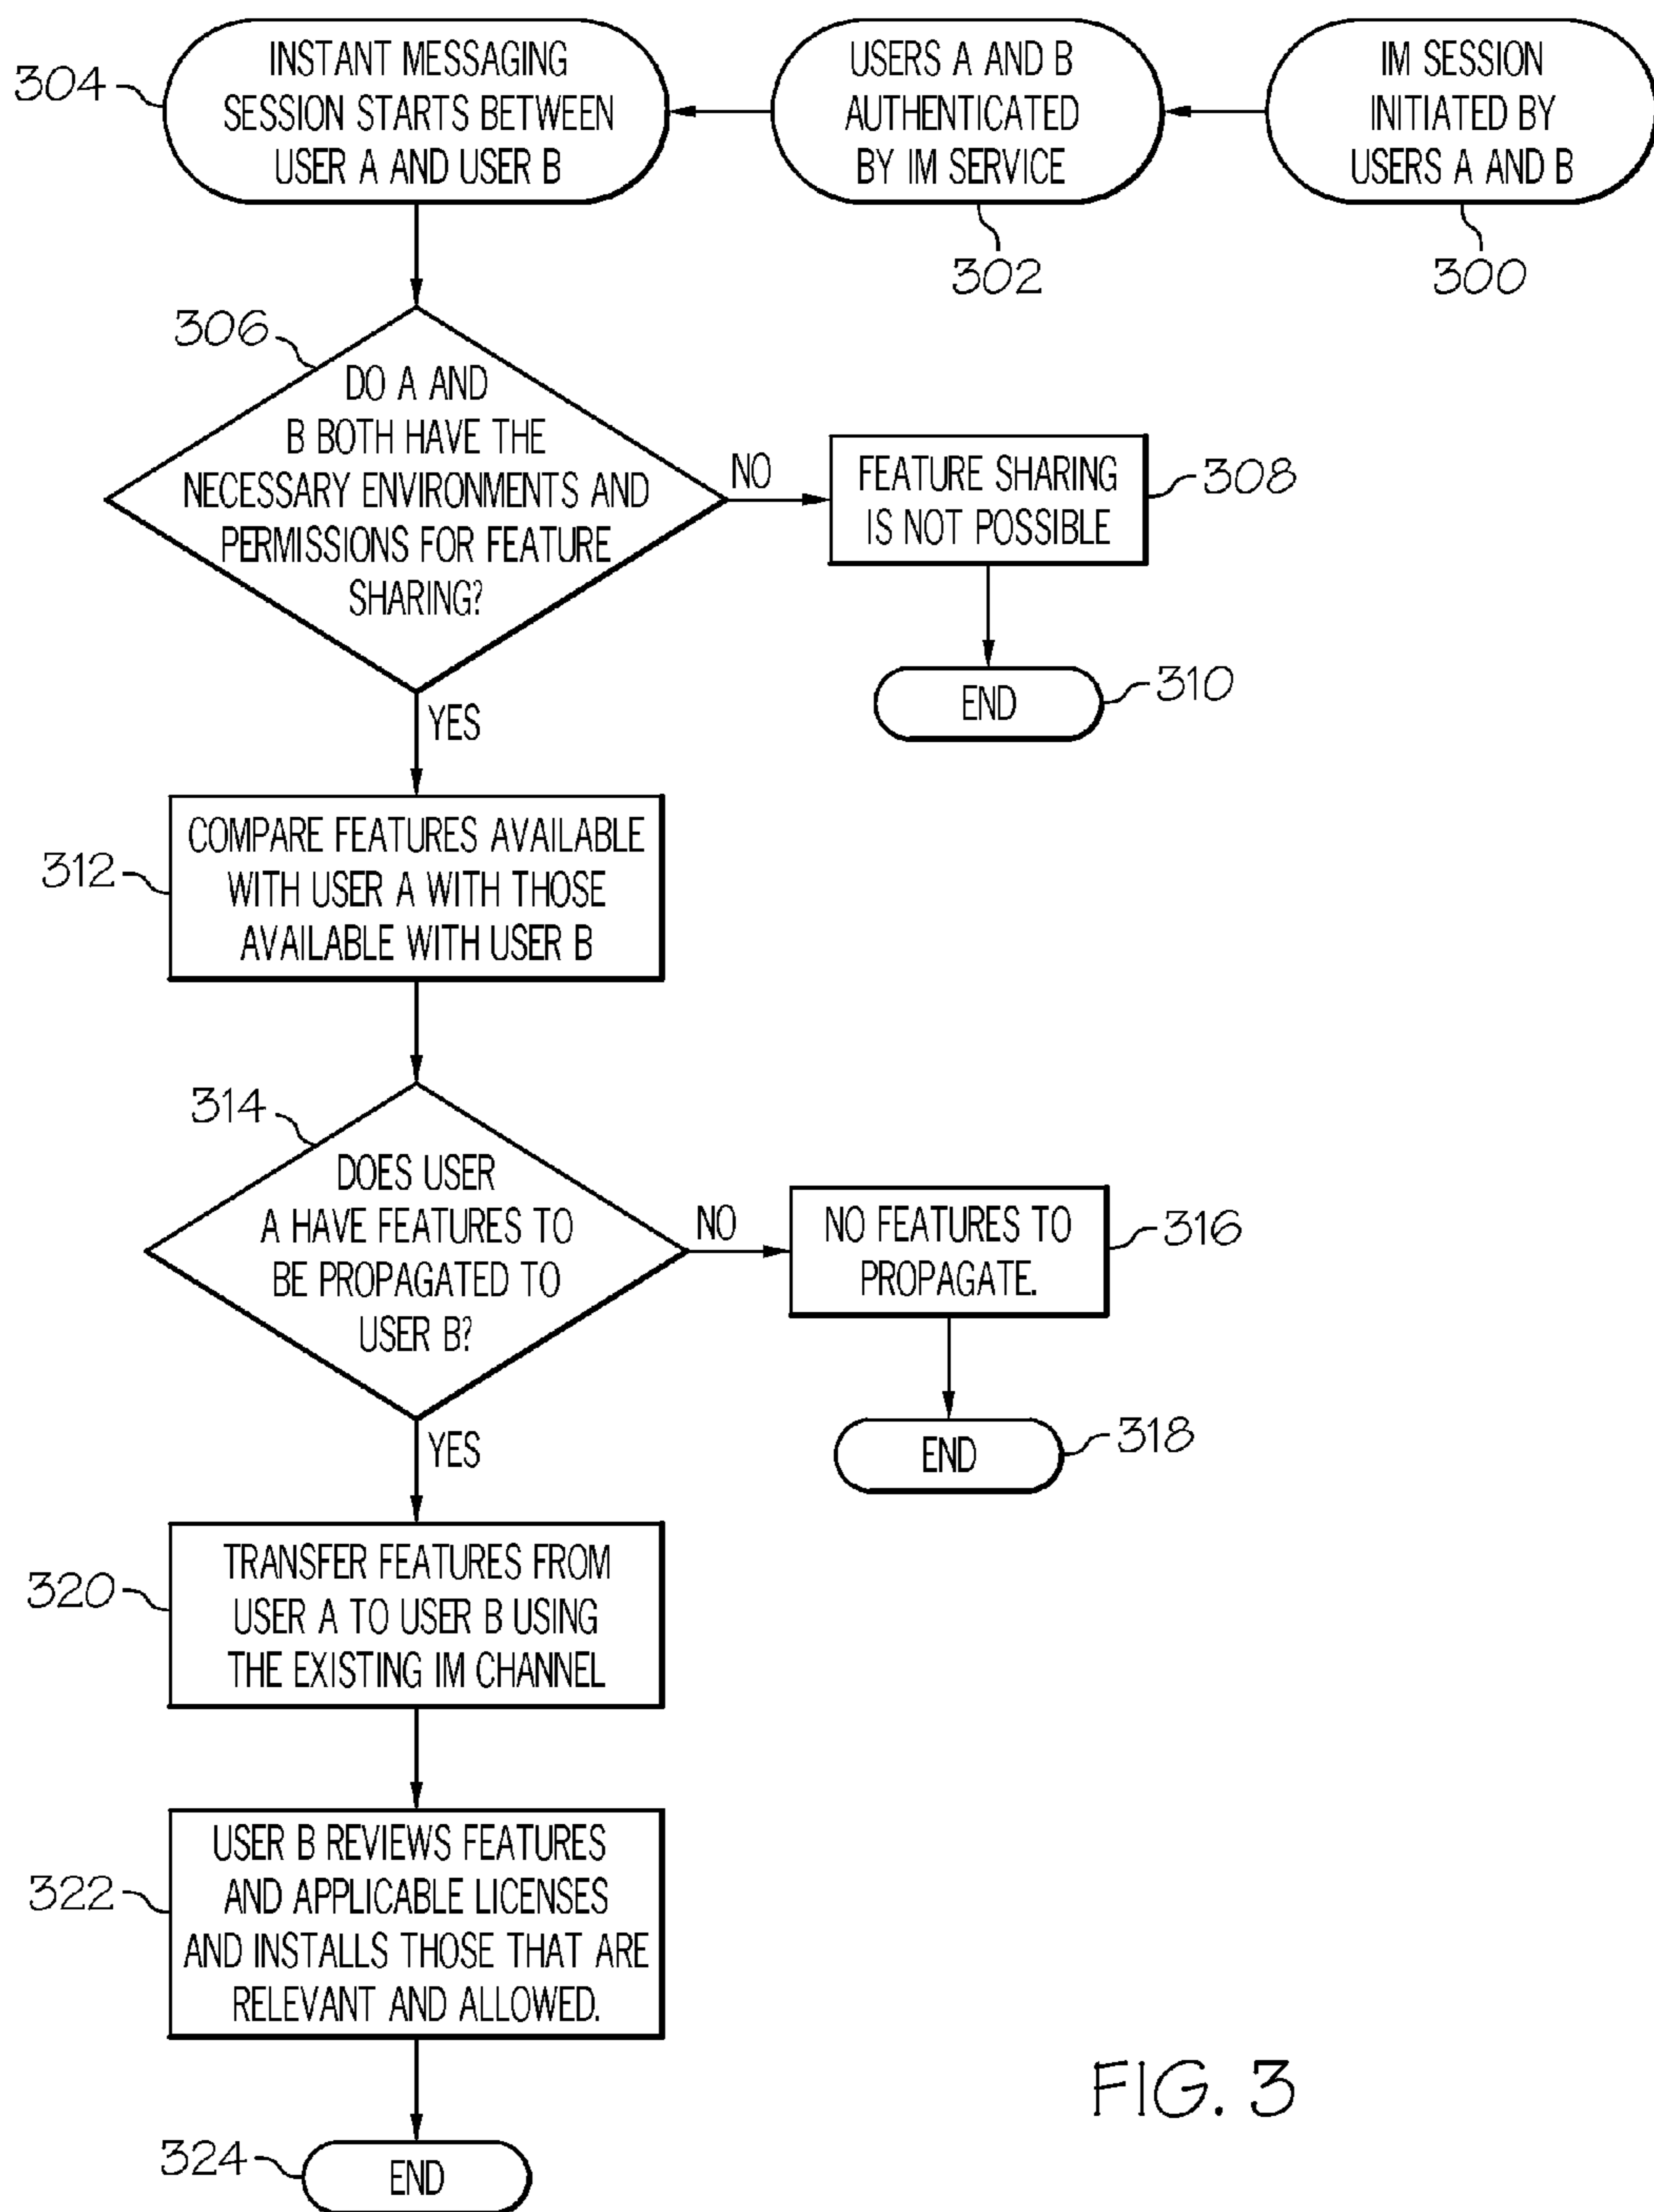 304
INSTANT MESSAGING
SESSION STARTS BETWEEN
USER A AND USER B
USERS A AND B
AUTHENTICATED
BY IM SERVICE
302
IM SESSION
INITIATED BY
USERS A AND B
300
306
DO A AND
B BOTH HAVE THE
NECESSARY ENVIRONMENTS AND
PERMISSIONS FOR FEATURE
SHARING?
NO
FEATURE SHARING
IS NOT POSSIBLE
308
END
310
YES
312
COMPARE FEATURES AVAILABLE
WITH USER A WITH THOSE
AVAILABLE WITH USER B
314
DOES USER
A HAVE FEATURES TO
BE PROPAGATED TO
USER B?
NO
NO FEATURES TO
PROPAGATE.
316
END
318
YES
320
TRANSFER FEATURES FROM
USER A TO USER B USING
THE EXISTING IM CHANNEL
322
USER B REVIEWS FEATURES
AND APPLICABLE LICENSES
AND INSTALLS THOSE THAT ARE
RELEVANT AND ALLOWED.
324
END
FIG. 3